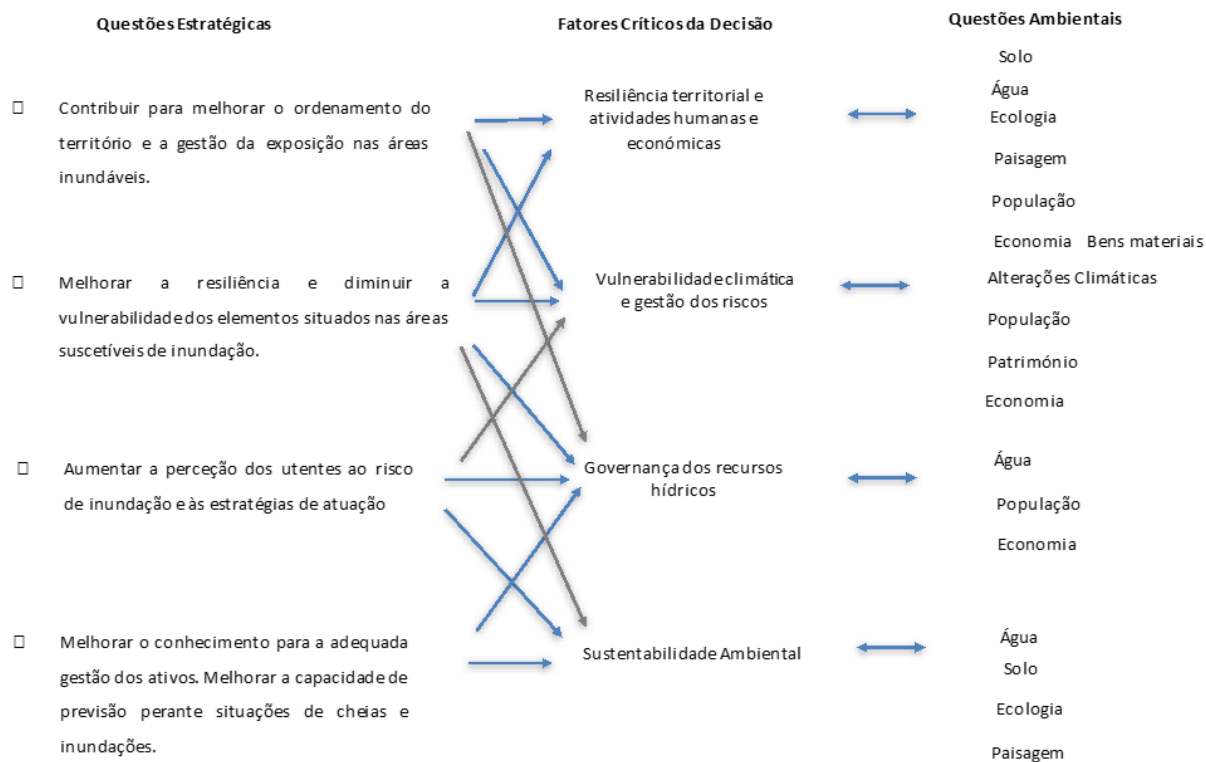 Questões Estratégicas
Contribuir para melhorar o ordenamento do
território e a gestão da exposição nas áreas
inundáveis.
Melhorar a resiliência e diminuir a
vulnerabilidade dos elementos situados nas áreas
suscetíveis de inundação.
Aumentar a perceção dos utentes ao risco
de inundação e às estratégias de atuação
Melhorar o conhecimento para a adequada
gestão dos ativos. Melhorar a capacidade de
previsão perante situações de cheias e
inundações.
Fatores Críticos da Decisão
Resiliência territorial e
atividades humanas e
económicas
Vulnerabilidade climática
e gestão dos riscos
Governança dos recursos
hídricos
Sustentabilidade Ambiental
Questões Ambientais
Solo
Água
Ecologia
Paisagem
População
Economia Bens materiais
Alterações Climáticas
População
Património
Economia
Água
População
Economia
Água
Solo
Ecologia
Paisagem